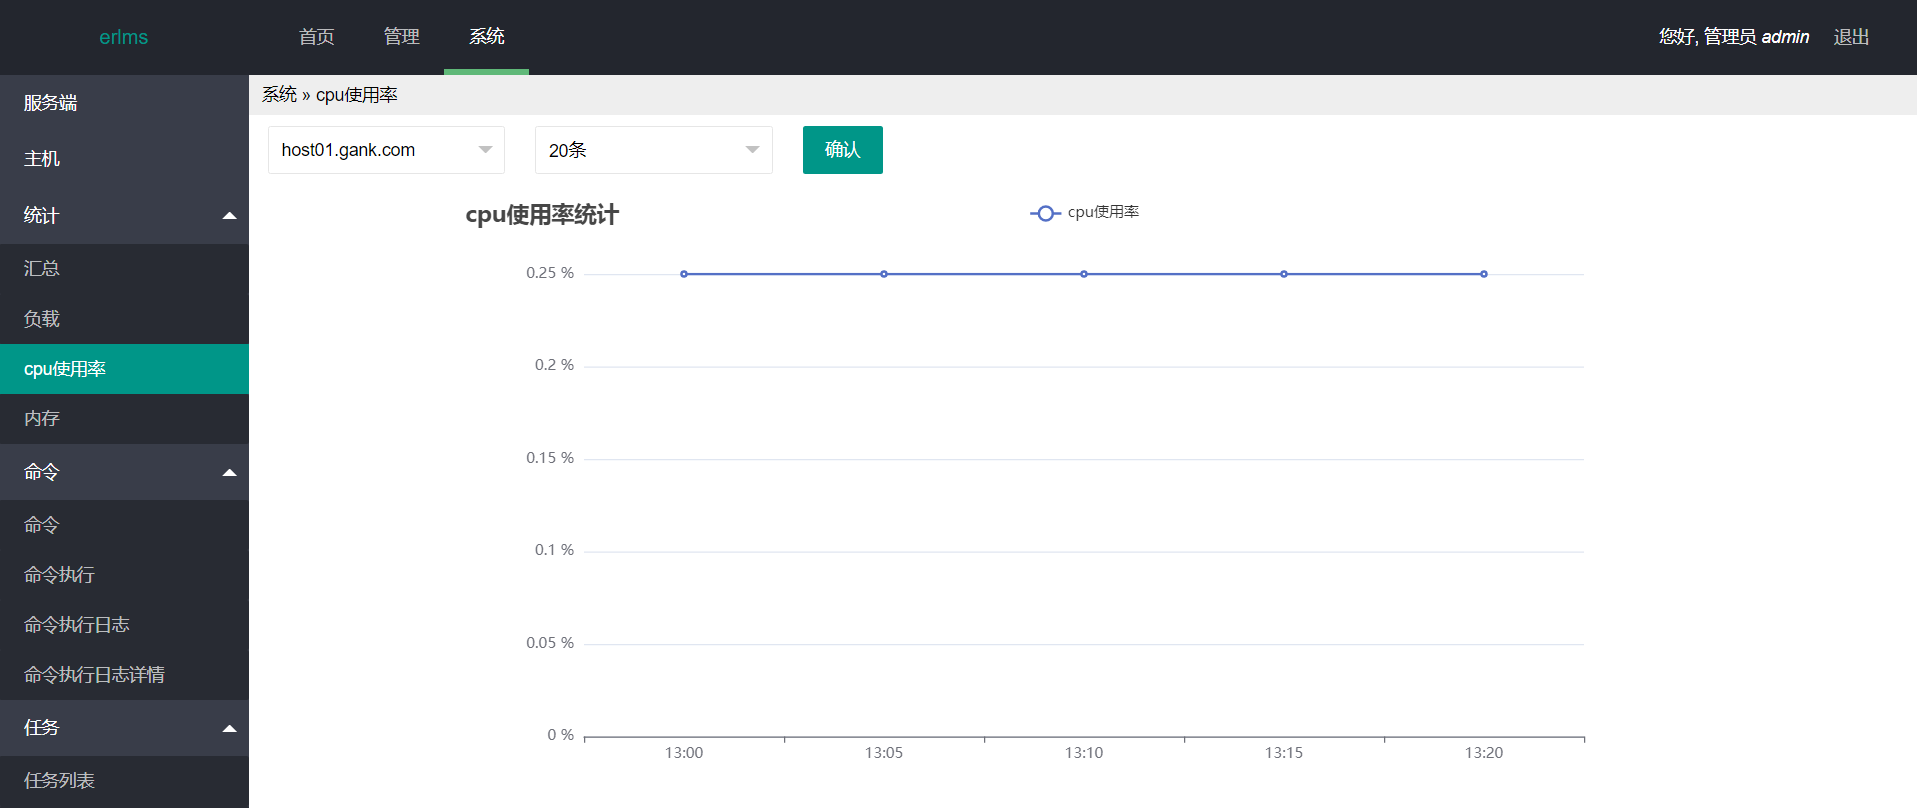 erlms 首页 管理 系统 您好, 管理员 admin 退出
服务端
主机
统计
汇总
负载
cpu使用率
内存
命令
命令
命令执行
命令执行日志
命令执行日志详情
任务
任务列表
系统 » cpu使用率
host01.gank.com 20条 确认
cpu使用率统计 cpu使用率
0.25 %
0.2 %
0.15 %
0.1 %
0.05 %
0 %
13:00 13:05 13:10 13:15 13:20